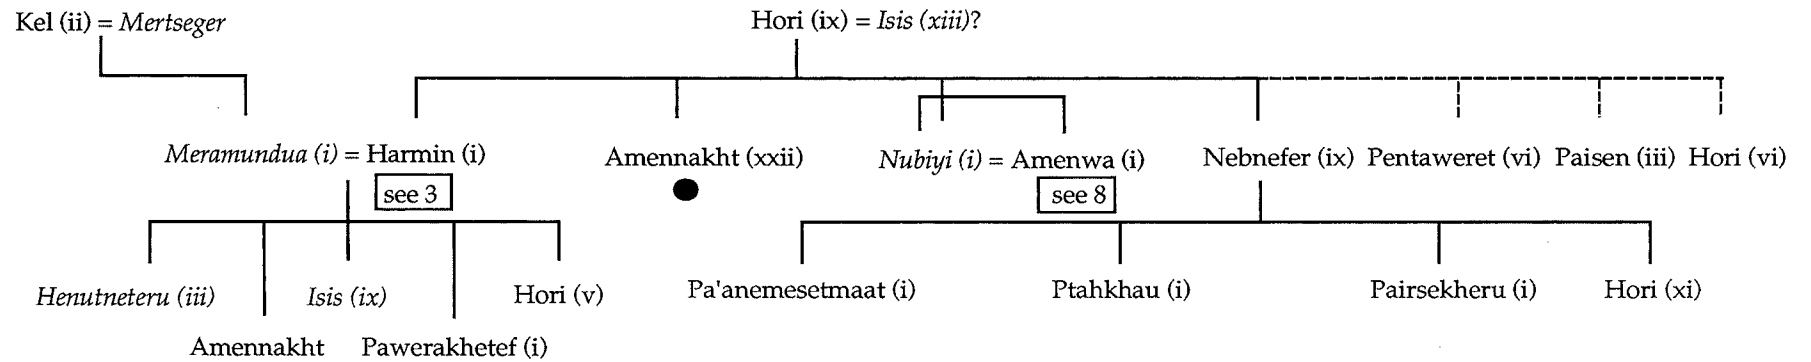 Kel (ii) = Mertseger Hori (ix) = Isis (xiii)?
Meramundua (i) = Harmin (i) Amennakht (xxii) Nubiyi (i) = Amenwa (i) Nebnefer (ix) Pentaweret (vi) Paisen (iii) Hori (vi)
see 3 see 8
Henutneteru (iii) Isis (ix) Hori (v) Pa'anemesetmaat (i) Ptahkhau (i) Pairsekheru (i) Hori (xi)
Amennakht Pawerakhetef (i)